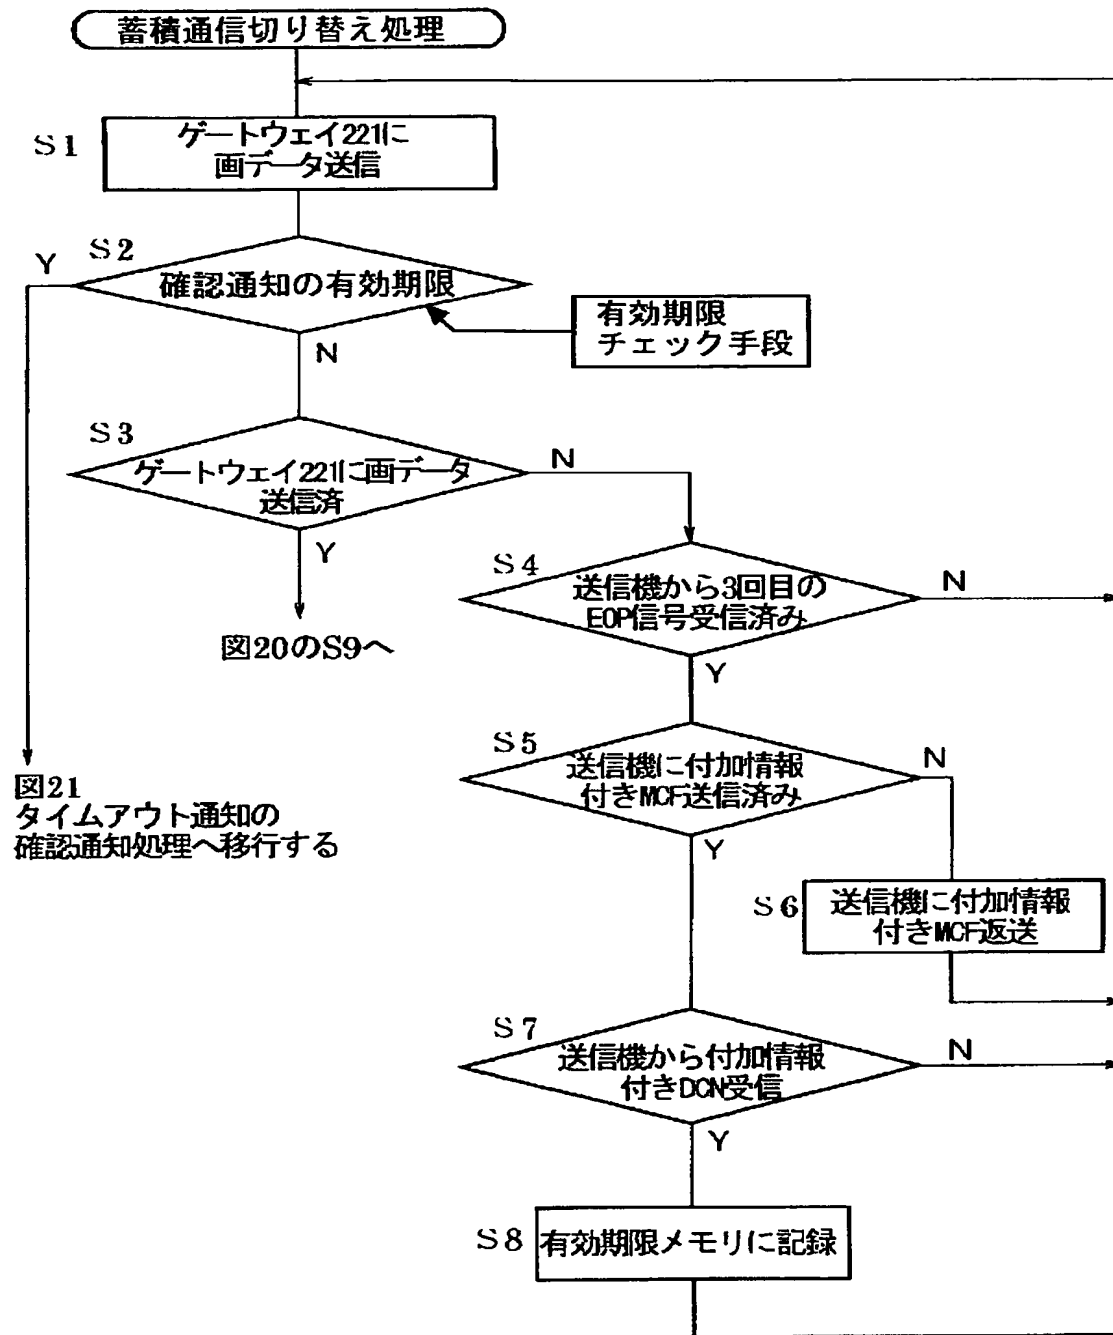 蓄積通信切り替え処理
S1
ゲートウェイ221に
画データ送信
S2
Y
確認通知の有効期限
有効期限
チェック手段
N
S3
ゲートウェイ221に画データ
送信済
N
Y
図20のS9へ
S4
送信機から3回目の
EOP信号受信済み
N
Y
図21
タイムアウト通知の
確認通知処理へ移行する
S5
送信機に付加情報
付きMCF送信済み
N
Y
S6
送信機に付加情報
付きMCF返送
S7
送信機から付加情報
付きDCN受信
N
Y
S8
有効期限メモリに記録